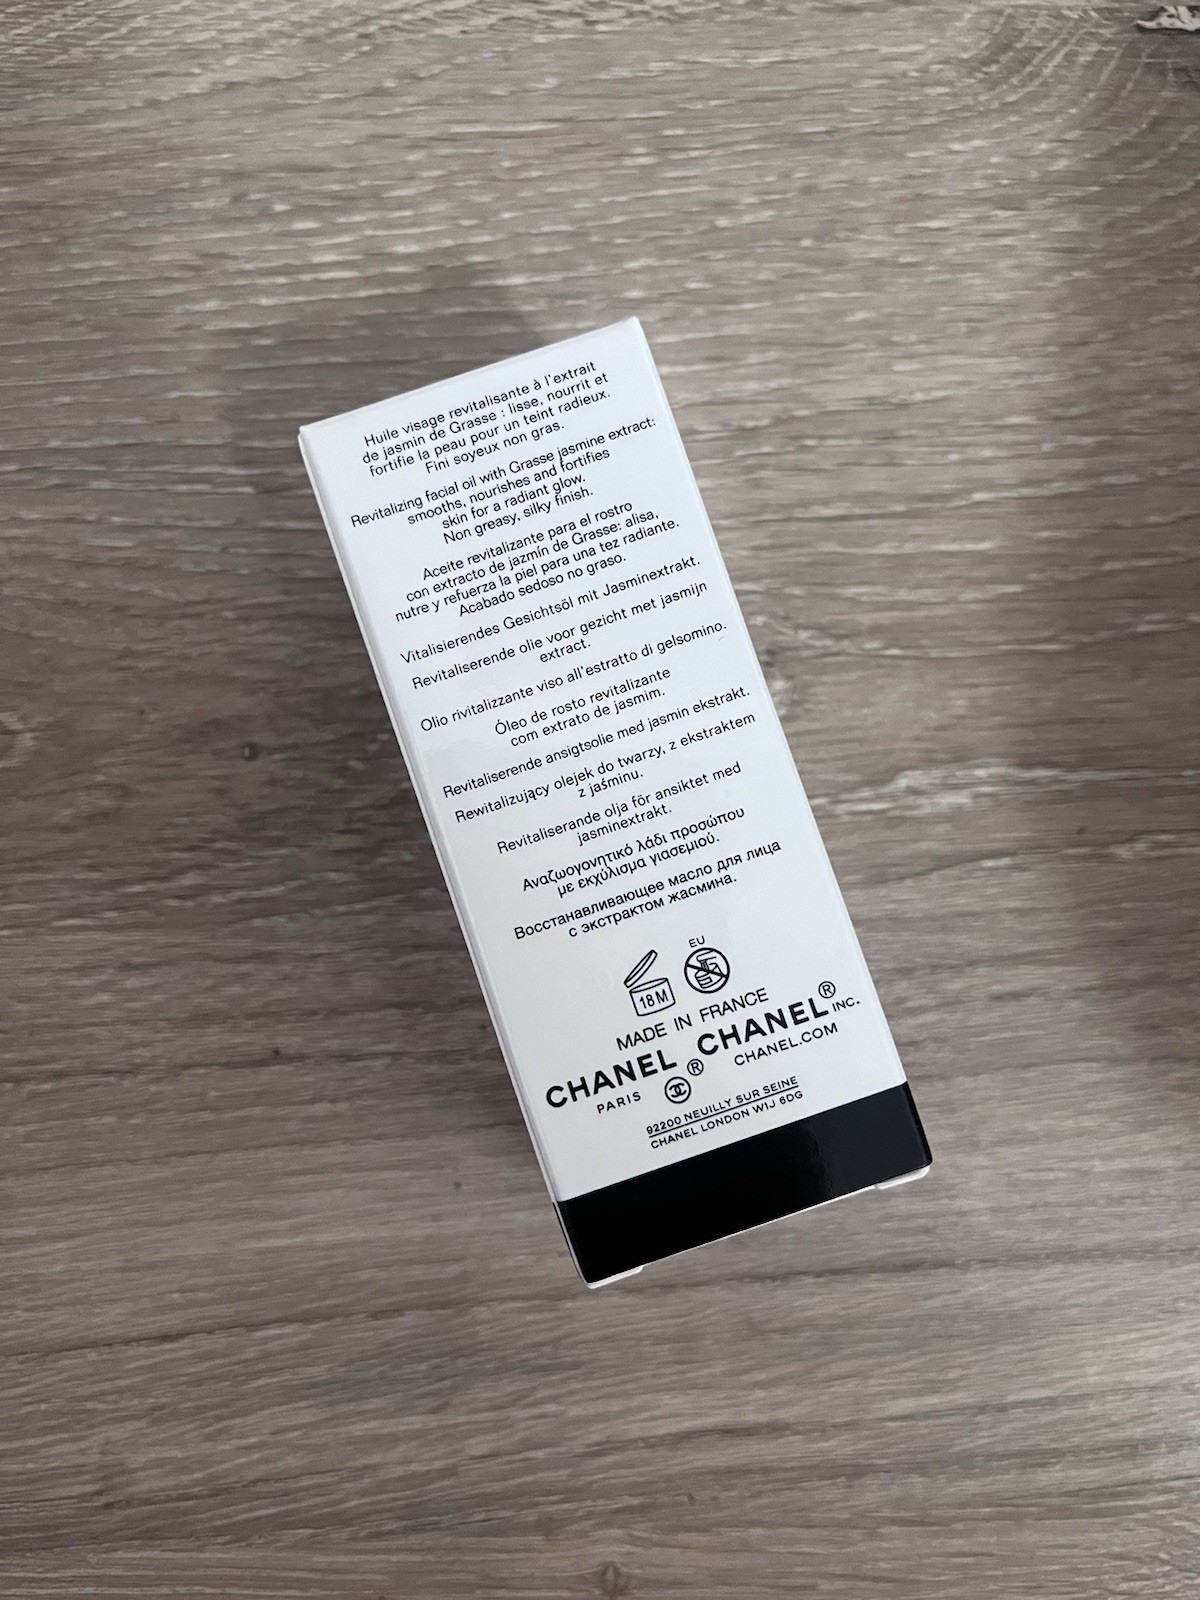 Huile visage revitalisante à l'extrait
de jasmin de Grasse : lisse, nourrit et
fortifie la peau pour un teint radieux.
Fini soyeux non gras.
Revitalizing facial oil with Grasse jasmine extract:
smooths, nourishes and fortifies
skin for a radiant glow.
Non greasy, silky finish.
Aceite revitalizante para el rostro
con extracto de jazmín de Grasse: alisa,
nutre y refuerza la piel para una tez radiante.
Acabado sedoso no graso.
Vitalisierendes Gesichtsöl mit Jasminextrakt.
Revitaliserende olie voor gezicht met jasmijn
extract.
Olio rivitalizzante viso all'estratto di gelsomino.
Óleo de rosto revitalizante
com extrato de jasmim.
Revitaliserende ansigtsolie med jasmin ekstrakt.
Rewitalizujący olejek do twarzy, z ekstraktem
z jaśminu.
Revitaliserande olja för ansiktet med
jasminextrakt.
Αναζωογονητικό λάδι προσώπου
με εκχύλισμα γιασεμιού.
Восстанавливающее масло для лица
с экстрактом жасмина.
EU
18M
MADE IN FRANCE
CHANEL ® CHANEL® INC.
PARIS CHANEL.COM
92200 NEUILLY SUR SEINE
CHANEL LONDON W1J 6DG